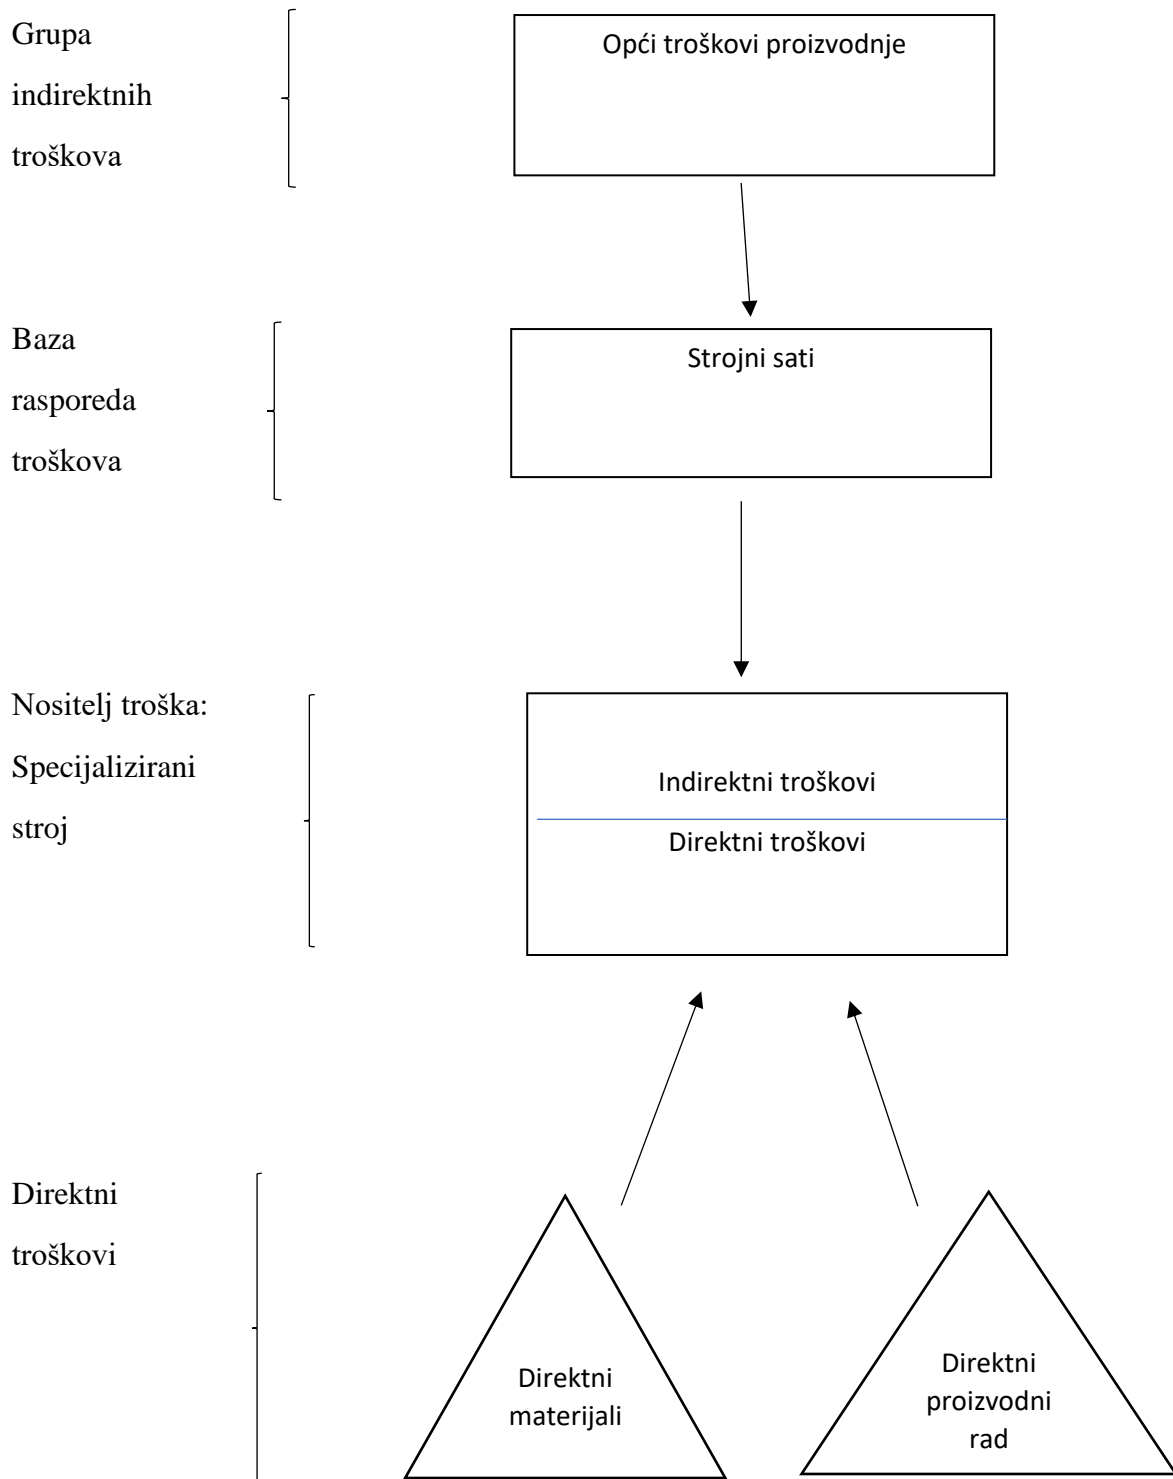 Grupa
indirektnih
troškova
Opći troškovi proizvodnje
Baza
rasporeda
troškova
Strojni sati
Nositelj troška:
Specijalizirani
stroj
Indirektni troškovi
Direktni troškovi
Direktni
troškovi
Direktni
materijali
Direktni
proizvodni
rad